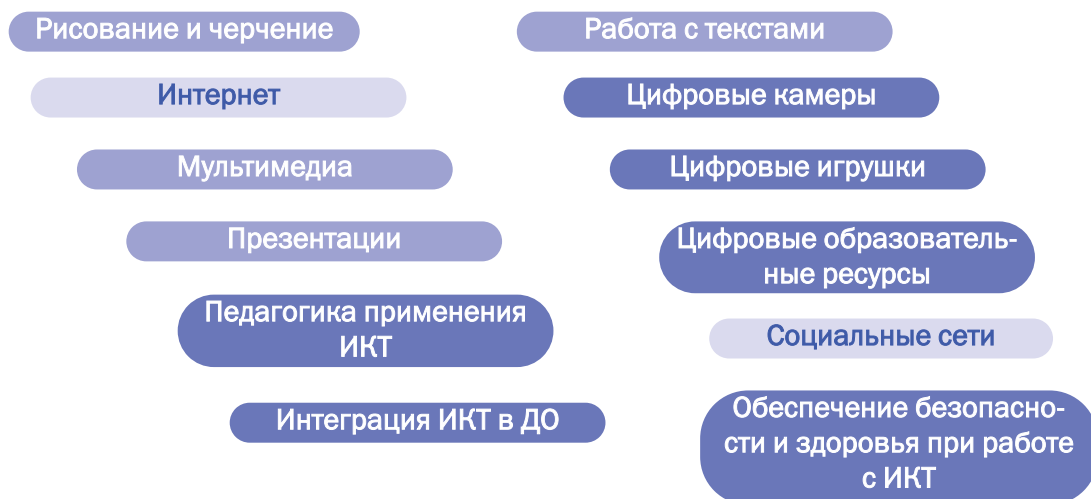 Рисование и черчение
Интернет
Мультимедиа
Презентации
Педагогика применения
ИКТ
Интеграция ИКТ в ДО
Работа с текстами
Цифровые камеры
Цифровые игрушки
Цифровые образователь-
ные ресурсы
Социальные сети
Обеспечение безопасно-
сти и здоровья при работе
с ИКТ